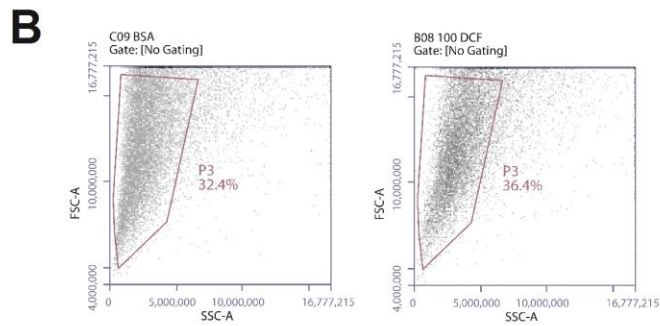 B
C09 BSA
Gate: [No Gating]
16,777,215
10,000,000
4,000,000
FSC-A
P3
32.4%
0 5,000,000 10,000,000 16,777,215
SSC-A
B08 100 DCF
Gate: [No Gating]
16,777,215
10,000,000
4,000,000
FSC-A
P3
36.4%
0 5,000,000 10,000,000 16,777,215
SSC-A